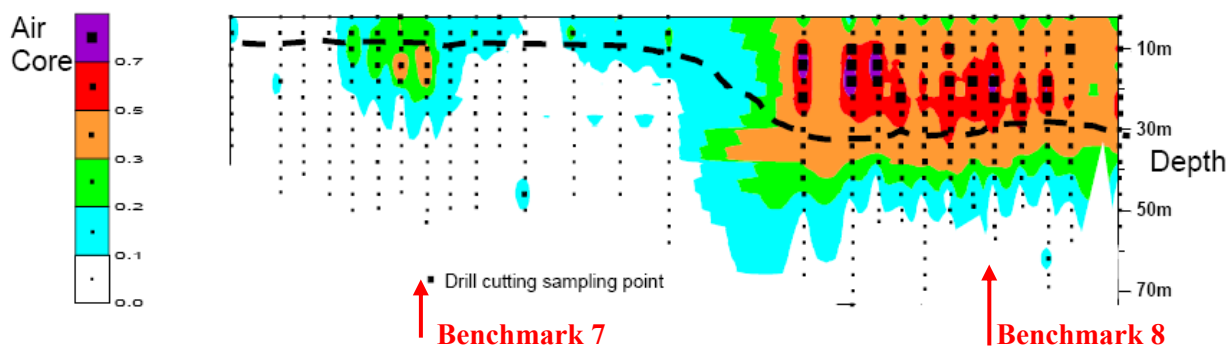 Air
Core
0.7
0.5
0.3
0.2
0.1
0.0
10m
30m
Depth
50m
70m
Drill cutting sampling point
Benchmark 7
Benchmark 8